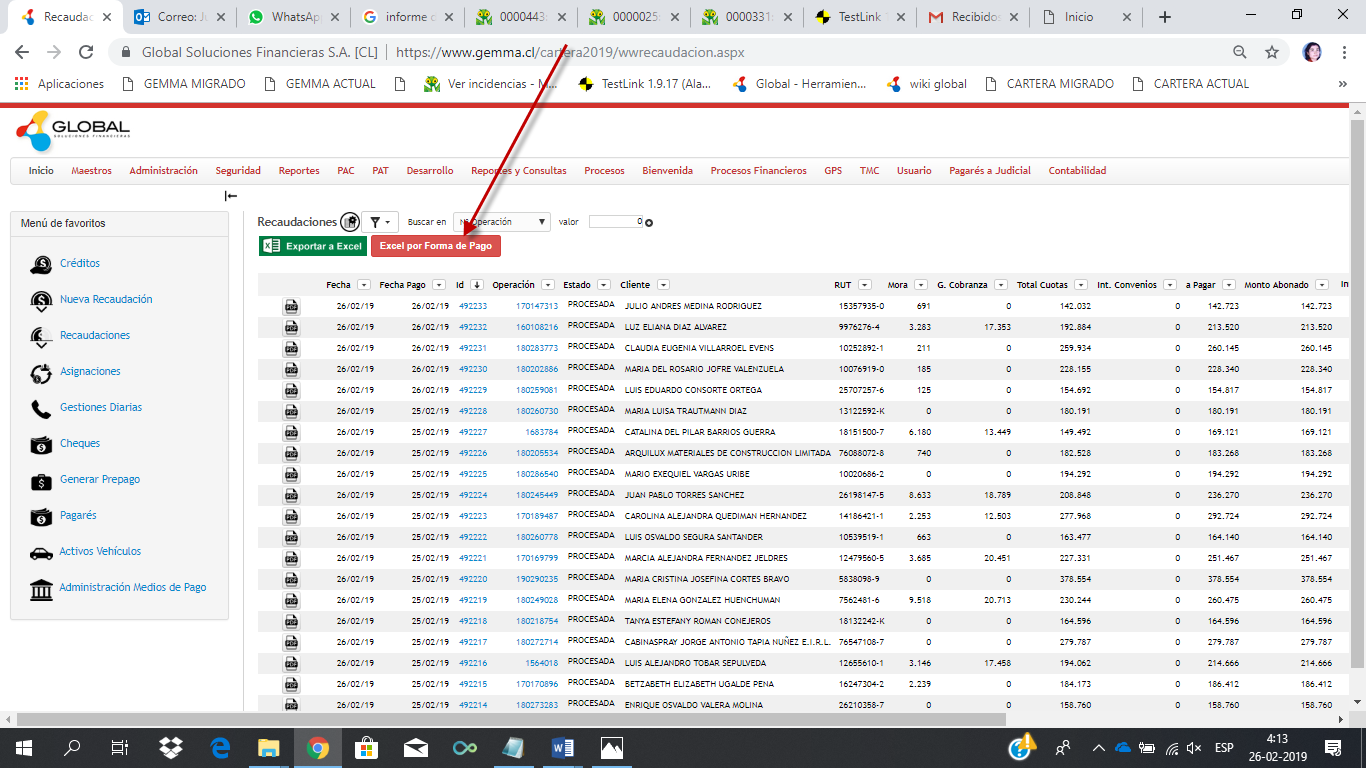 Recaudac
Correo: Ju
WhatsApp
informe d
0000443
0000025
0000331
TestLink 1
Recibidos
Inicio
Global Soluciones Financieras S.A. [CL] | https://www.gemma.cl/cartera2019/wwrecaudacion.aspx
Aplicaciones GEMMA MIGRADO GEMMA ACTUAL Ver incidencias - M... TestLink 1.9.17 (Ala... Global - Herramien... wiki global CARTERA MIGRADO CARTERA ACTUAL
GLOBAL
SOLUCIONES FINANCIERAS
Inicio Maestros Administración Seguridad Reportes PAC PAT Desarrollo Reportes y Consultas Procesos Bienvenida Procesos Financieros GPS TMC Usuario Pagarés a Judicial Contabilidad
Menú de favoritos
Créditos
Nueva Recaudación
Recaudaciones
Asignaciones
Gestiones Diarias
Cheques
Generar Prepago
Pagarés
Activos Vehículos
Administración Medios de Pago
Recaudaciones Buscar en N° Operación valor 0
Exportar a Excel Excel por Forma de Pago
Fecha Fecha Pago Id Operación Estado Cliente RUT Mora G. Cobranza Total Cuotas Int. Convenios a Pagar Monto Abonado In
PDF 26/02/19 26/02/19 492233 170147313 PROCESADA JULIO ANDRES MEDINA RODRIGUEZ 15357935-0 691 0 142.032 0 142.723 142.723
PDF 26/02/19 26/02/19 492232 160108216 PROCESADA LUZ ELIANA DIAZ ALVAREZ 9976276-4 3.283 17.353 192.884 0 213.520 213.520
PDF 26/02/19 26/02/19 492231 180283773 PROCESADA CLAUDIA EUGENIA VILLARROEL EVENS 10252892-1 211 0 259.934 0 260.145 260.145
PDF 26/02/19 26/02/19 492230 180202886 PROCESADA MARIA DEL ROSARIO JOFRE VALENZUELA 10076919-0 185 0 228.155 0 228.340 228.340
PDF 26/02/19 26/02/19 492229 180259081 PROCESADA LUIS EDUARDO CONSORTE ORTEGA 25707257-6 125 0 154.692 0 154.817 154.817
PDF 26/02/19 25/02/19 492228 180260730 PROCESADA MARIA LUISA TRAUTMANN DIAZ 13122592-K 0 0 180.191 0 180.191 180.191
PDF 26/02/19 25/02/19 492227 1683784 PROCESADA CATALINA DEL PILAR BARRIOS GUERRA 18151500-7 6.180 13.449 149.492 0 169.121 169.121
PDF 26/02/19 25/02/19 492226 180205534 PROCESADA ARQUILUX MATERIALES DE CONSTRUCCION LIMITADA 76088072-8 740 0 182.528 0 183.268 183.268
PDF 26/02/19 25/02/19 492225 180286540 PROCESADA MARIO EXEQUIEL VARGAS URIBE 10020686-2 0 0 194.292 0 194.292 194.292
PDF 26/02/19 25/02/19 492224 180245449 PROCESADA JUAN PABLO TORRES SANCHEZ 26198147-5 8.633 18.789 208.848 0 236.270 236.270
PDF 26/02/19 25/02/19 492223 170189487 PROCESADA CAROLINA ALEJANDRA QUEDIMAN HERNANDEZ 14186421-1 2.253 12.503 277.968 0 292.724 292.724
PDF 26/02/19 25/02/19 492222 180260778 PROCESADA LUIS OSVALDO SEGURA SANTANDER 10539519-1 663 0 163.477 0 164.140 164.140
PDF 26/02/19 25/02/19 492221 170169799 PROCESADA MARCIA ALEJANDRA FERNANDEZ JELDRES 12479560-5 3.685 20.451 227.331 0 251.467 251.467
PDF 26/02/19 25/02/19 492220 190290235 PROCESADA MARIA CRISTINA JOSEFINA CORTES BRAVO 5838098-9 0 0 378.554 0 378.554 378.554
PDF 26/02/19 25/02/19 492219 180249028 PROCESADA MARIA ELENA GONZALEZ HUENCHUMAN 7562481-6 9.518 20.713 230.244 0 260.475 260.475
PDF 26/02/19 25/02/19 492218 180218754 PROCESADA TANYA ESTEFANY ROMAN CONEJEROS 18132242-K 0 0 164.596 0 164.596 164.596
PDF 26/02/19 25/02/19 492217 180272714 PROCESADA CABINASPRAY JORGE ANTONIO TAPIA NUÑEZ E.I.R.L. 76547108-7 0 0 279.787 0 279.787 279.787
PDF 26/02/19 25/02/19 492216 1564018 PROCESADA LUIS ALEJANDRO TOBAR SEPULVEDA 12655610-1 3.146 17.458 194.062 0 214.666 214.666
PDF 26/02/19 25/02/19 492215 170170896 PROCESADA BETZABETH ELIZABETH UGALDE PENA 16247304-2 2.239 0 184.173 0 186.412 186.412
PDF 26/02/19 25/02/19 492214 180273283 PROCESADA ENRIQUE OSVALDO VALERA MOLINA 26210358-7 0 0 158.760 0 158.760 158.760
ESP
4:13
26-02-2019